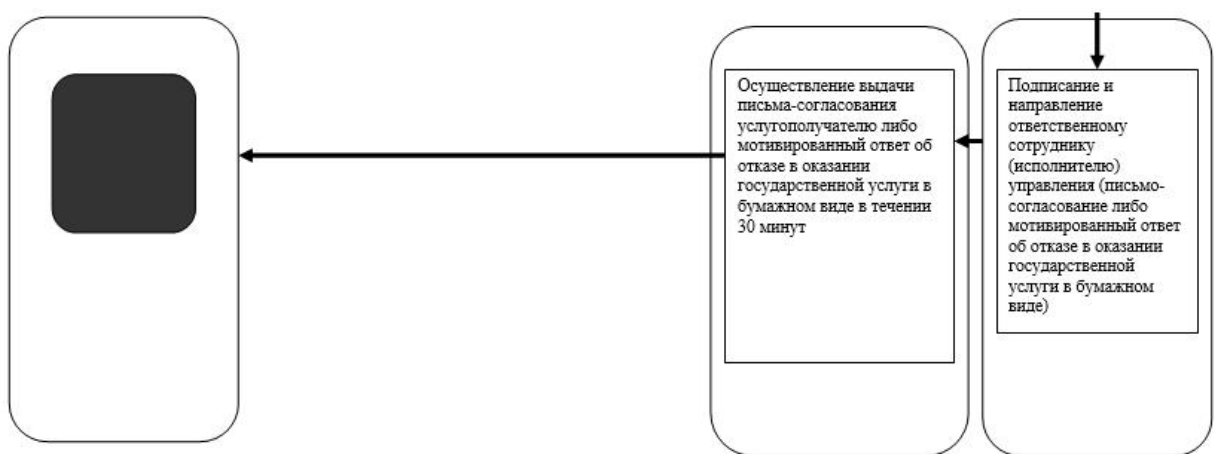 Осуществление выдачи
письма-согласования
услугополучателю либо
мотивированный ответ об
отказе в оказании
государственной услуги в
бумажном виде в течении
30 минут
Подписание и
направление
ответственному
сотруднику
(исполнителю)
управления (письмо-
согласование либо
мотивированный ответ
об отказе в оказании
государственной
услуги в бумажном
виде)